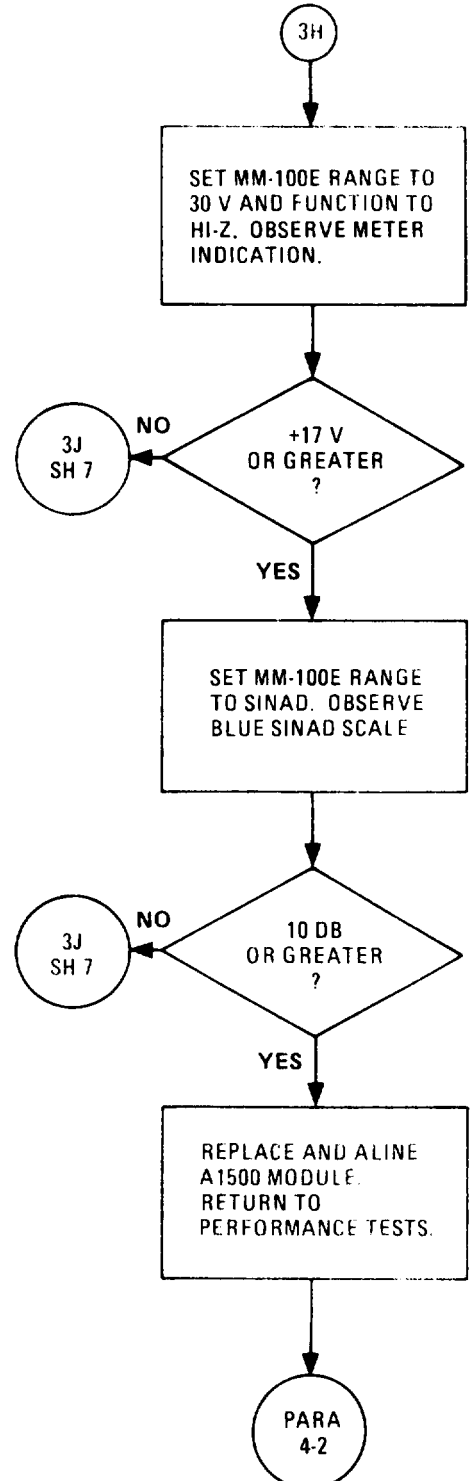 3H
SET MM-100E RANGE TO
30 V AND FUNCTION TO
HI-Z. OBSERVE METER
INDICATION.
NO
3J
SH 7
+17 V
OR GREATER
?
YES
SET MM-100E RANGE
TO SINAD. OBSERVE
BLUE SINAD SCALE
NO
3J
SH 7
10 DB
OR GREATER
?
YES
REPLACE AND ALINE
A1500 MODULE.
RETURN TO
PERFORMANCE TESTS.
PARA
4-2